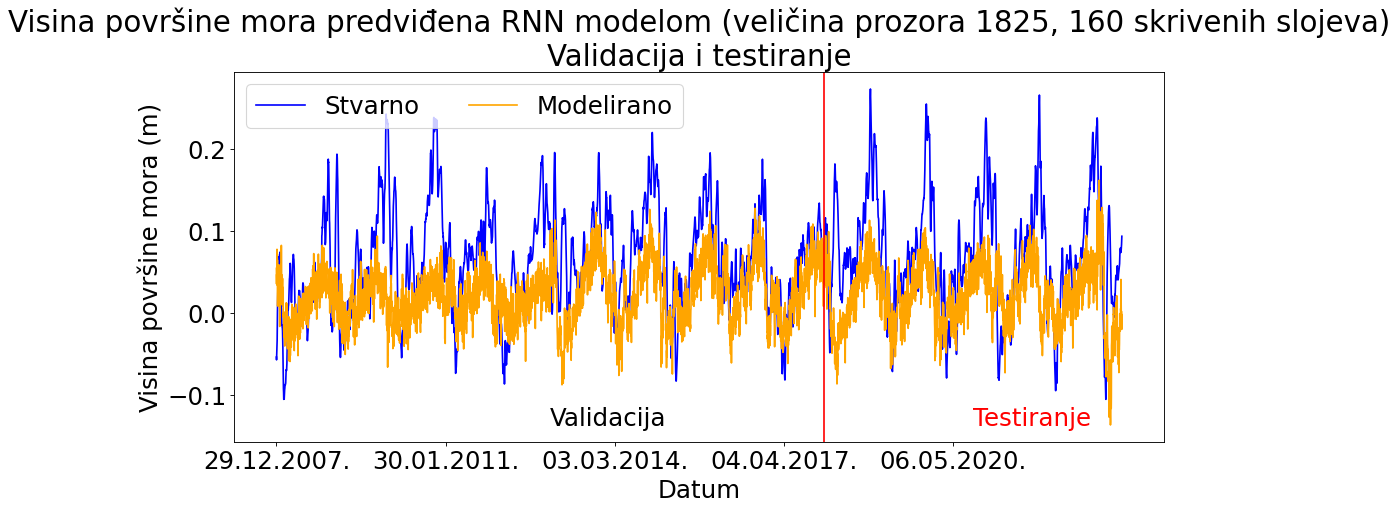 Visina površine mora predviđena RNN modelom (veličina prozora 1825, 160 skrivenih slojeva)
Validacija i testiranje
Stvarno Modelirano
Visina površine mora (m)
0.2
0.1
0.0
−0.1
Validacija Testiranje
29.12.2007. 30.01.2011. 03.03.2014. 04.04.2017. 06.05.2020.
Datum